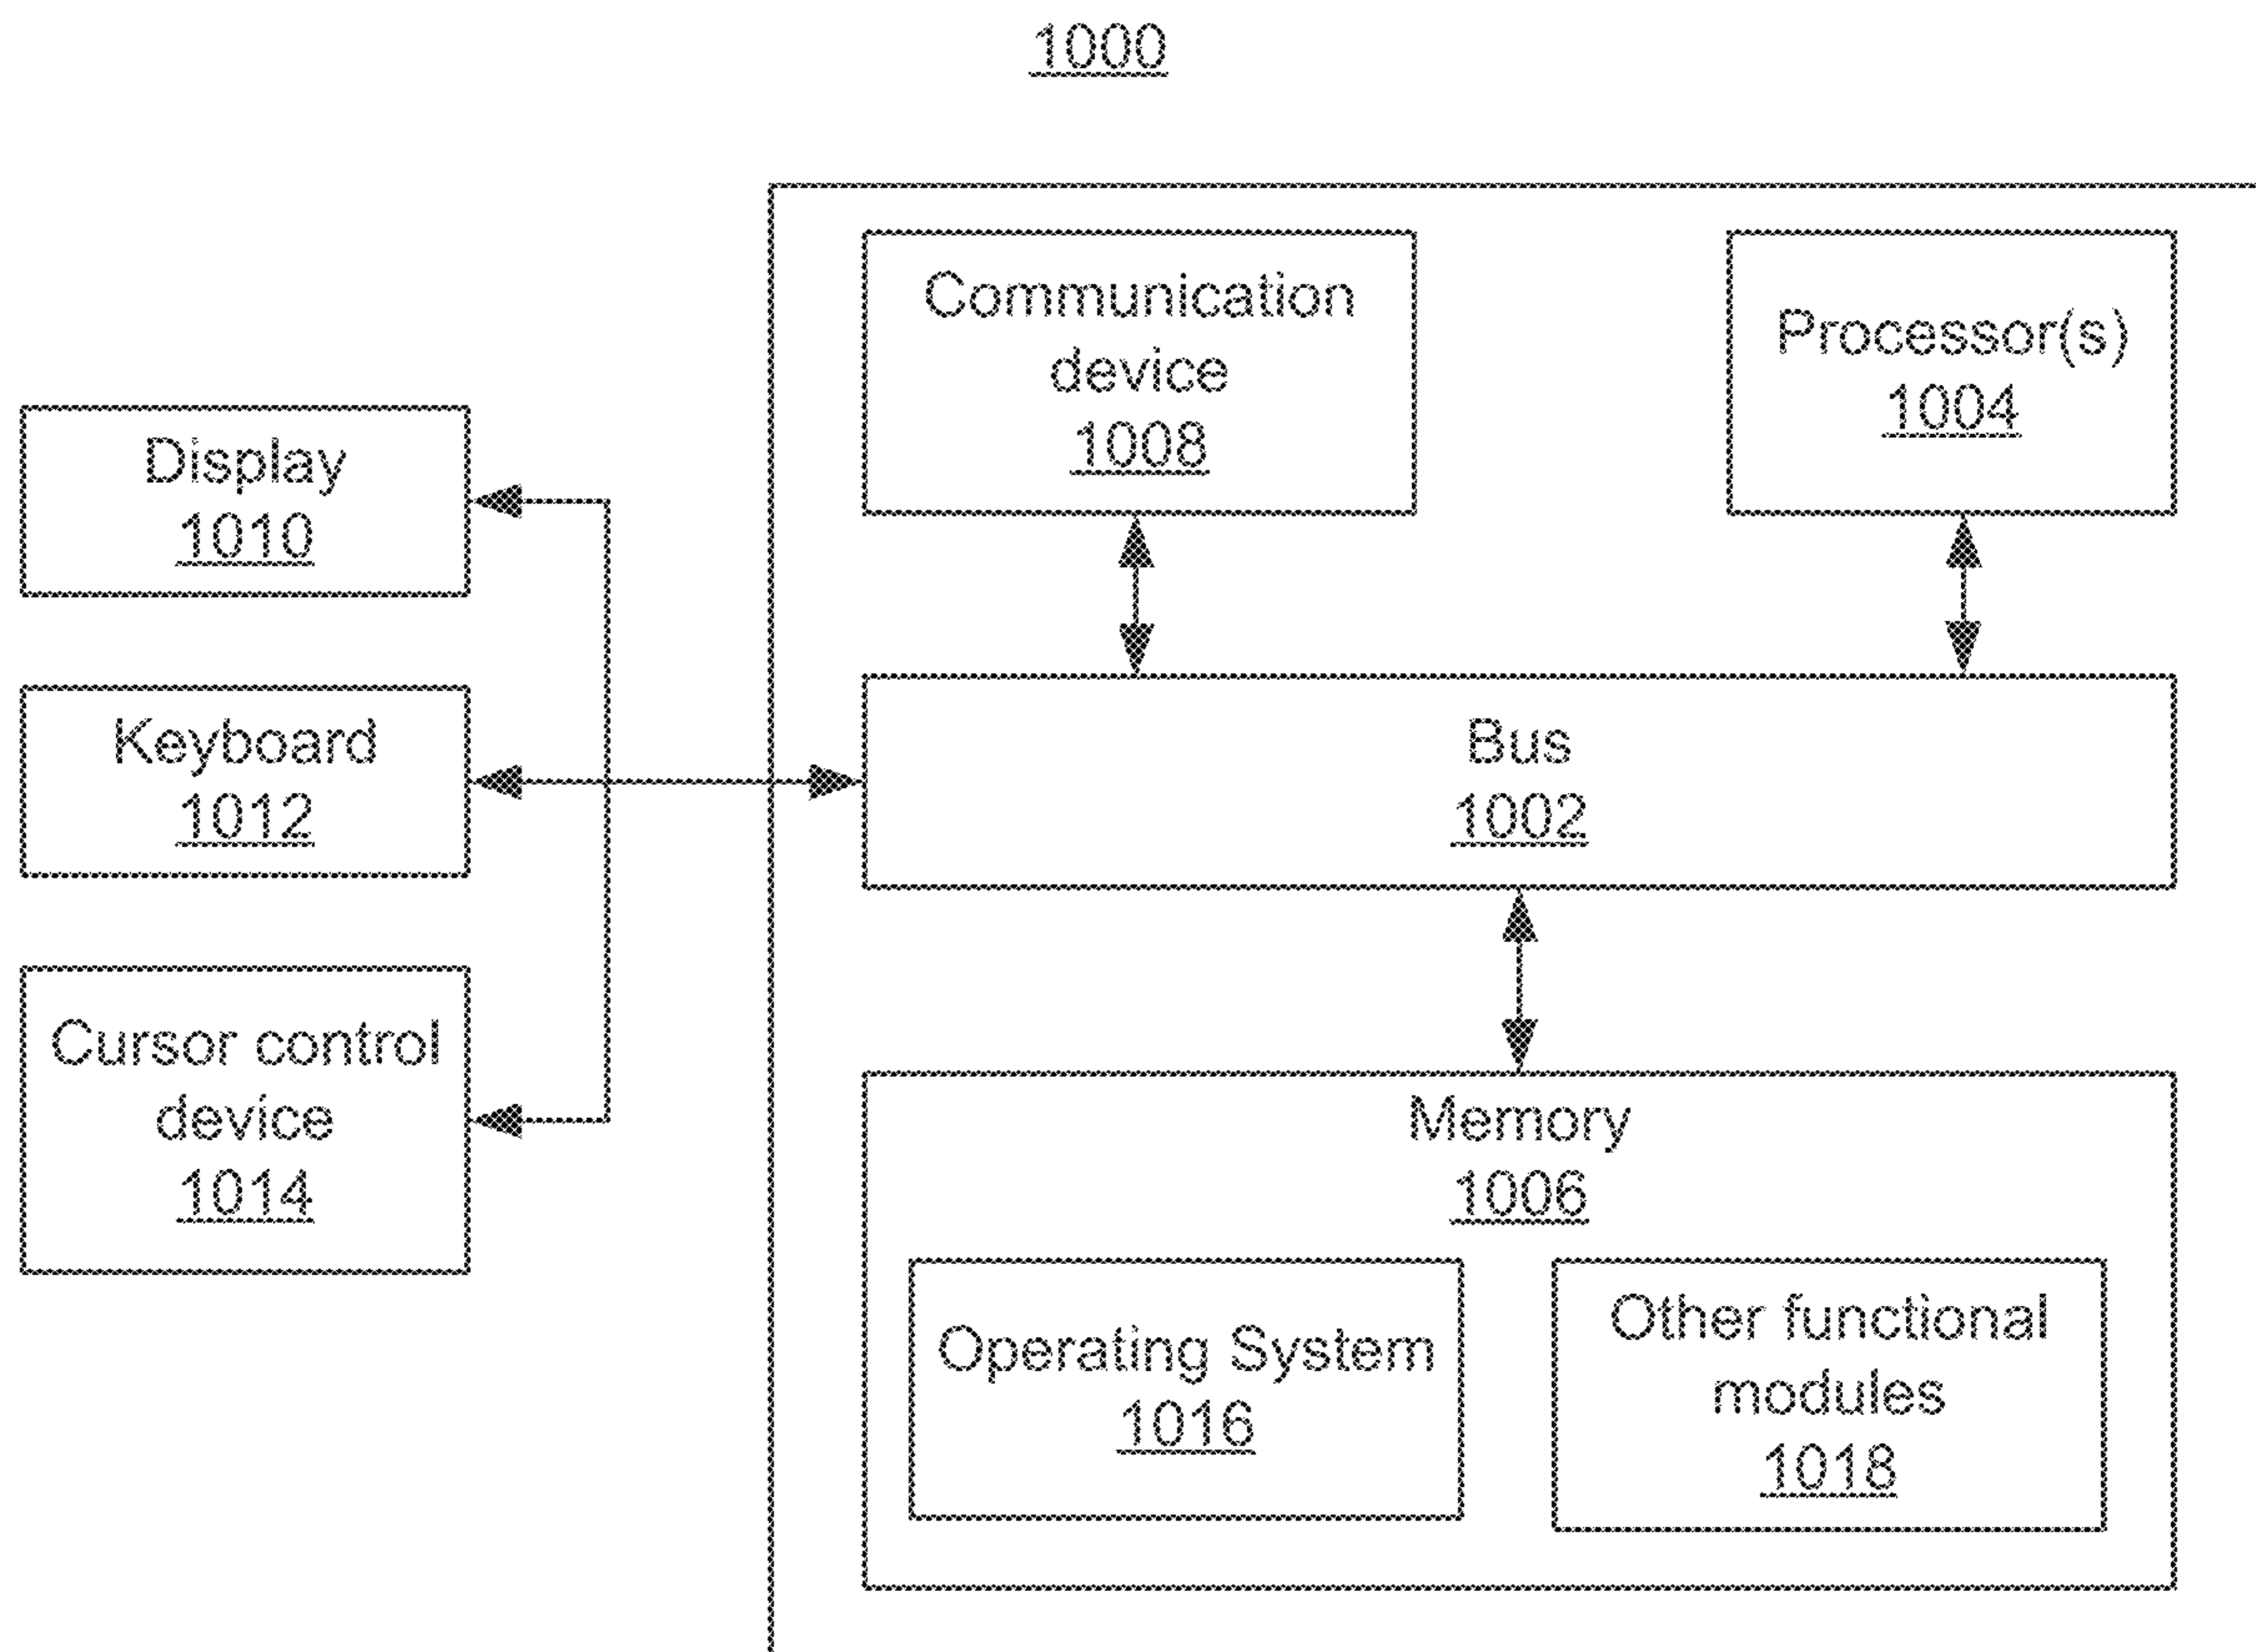 1000
Communication
device
1008
Processor(s)
1004
Display
1010
Keyboard
1012
Bus
1002
Cursor control
device
1014
Memory
1006
Operating System
1016
Other functional
modules
1018